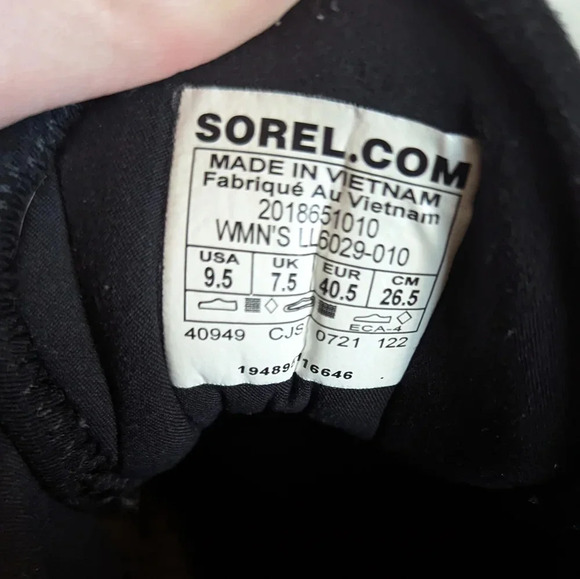 SOREL.COM
MADE IN VIETNAM
Fabriqué Au Vietnam
2018651010
WMN'S LL6029-010
USA UK EUR CM
9.5 7.5 40.5 26.5
ECA-4
40949 CJS 0721 122